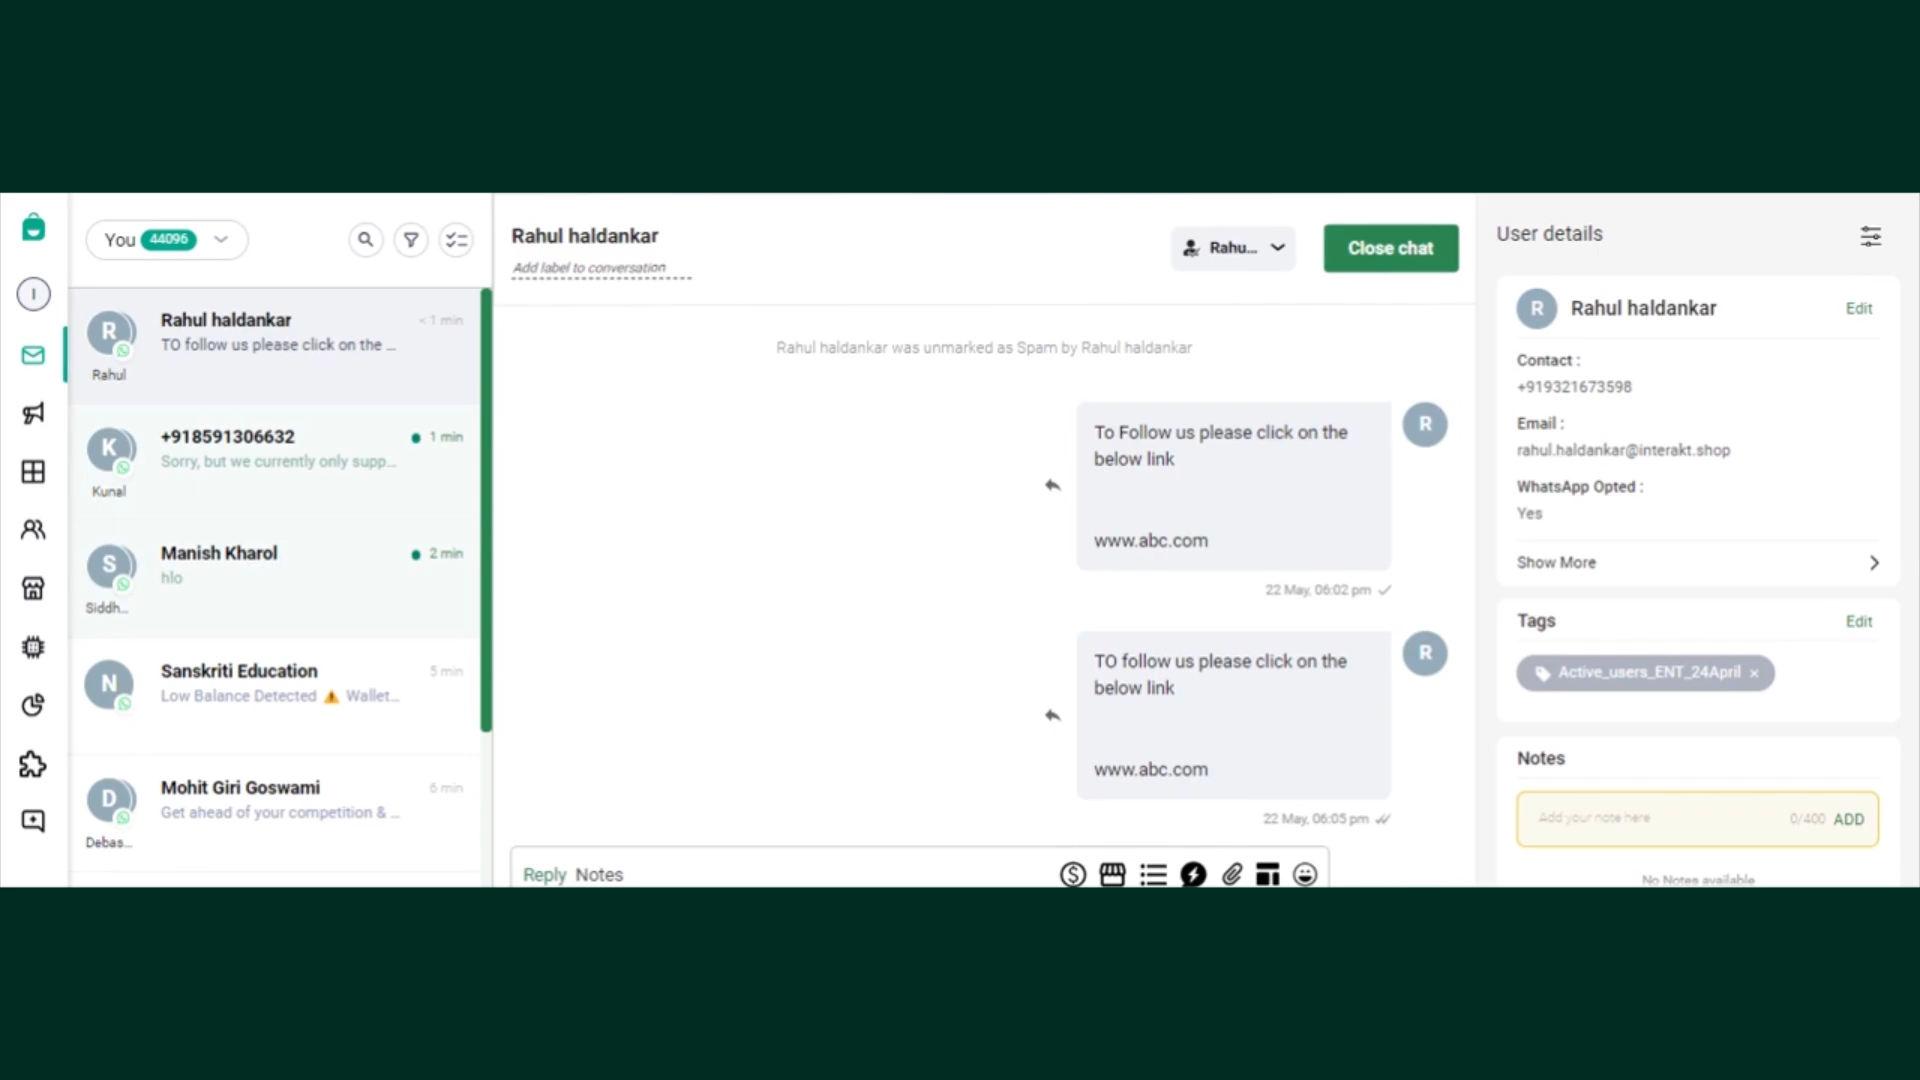 You 44096
Rahul haldankar
< 1 min
TO follow us please click on the ...
R
Rahul
+918591306632
1 min
Sorry, but we currently only supp...
K
Kunal
Manish Kharol
2 min
hlo
S
Siddh...
Sanskriti Education
5 min
Low Balance Detected ⚠ Wallet...
N
Mohit Giri Goswami
6 min
Get ahead of your competition & ...
D
Debas...
I
Rahul haldankar
Add label to conversation
Rahu...
Close chat
Rahul haldankar was unmarked as Spam by Rahul haldankar
To Follow us please click on the
below link
www.abc.com
R
22 May, 06:02 pm
TO follow us please click on the
below link
www.abc.com
R
22 May, 06:05 pm
Reply Notes
User details
R
Rahul haldankar
Edit
Contact :
+919321673598
Email :
rahul.haldankar@interakt.shop
WhatsApp Opted :
Yes
Show More
Tags
Edit
Active_users_ENT_24April ×
Notes
Add your note here
0/400 ADD
No Notes available